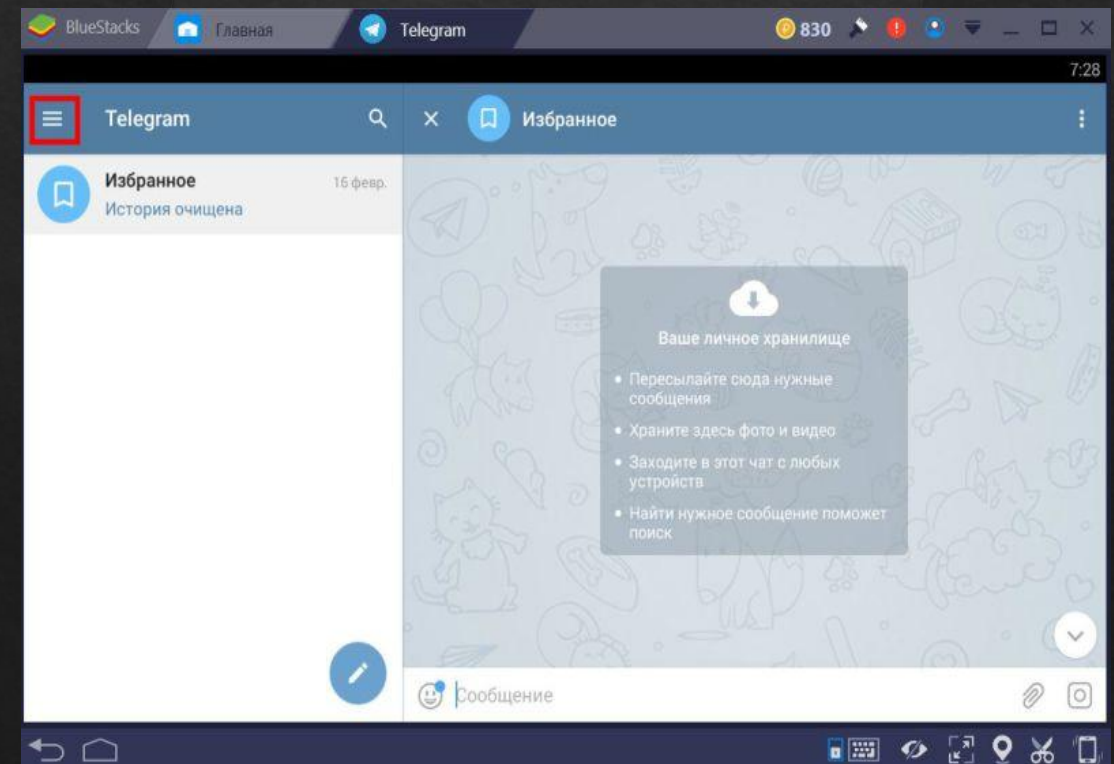 BlueStacks
Главная
Telegram
830
7:28
Telegram
Избранное
Избранное
16 февр.
История очищена
Ваше личное хранилище
• Пересылайте сюда нужные
сообщения
• Храните здесь фото и видео
• Заходите в этот чат с любых
устройств
• Найти нужное сообщение поможет
поиск
Сообщение